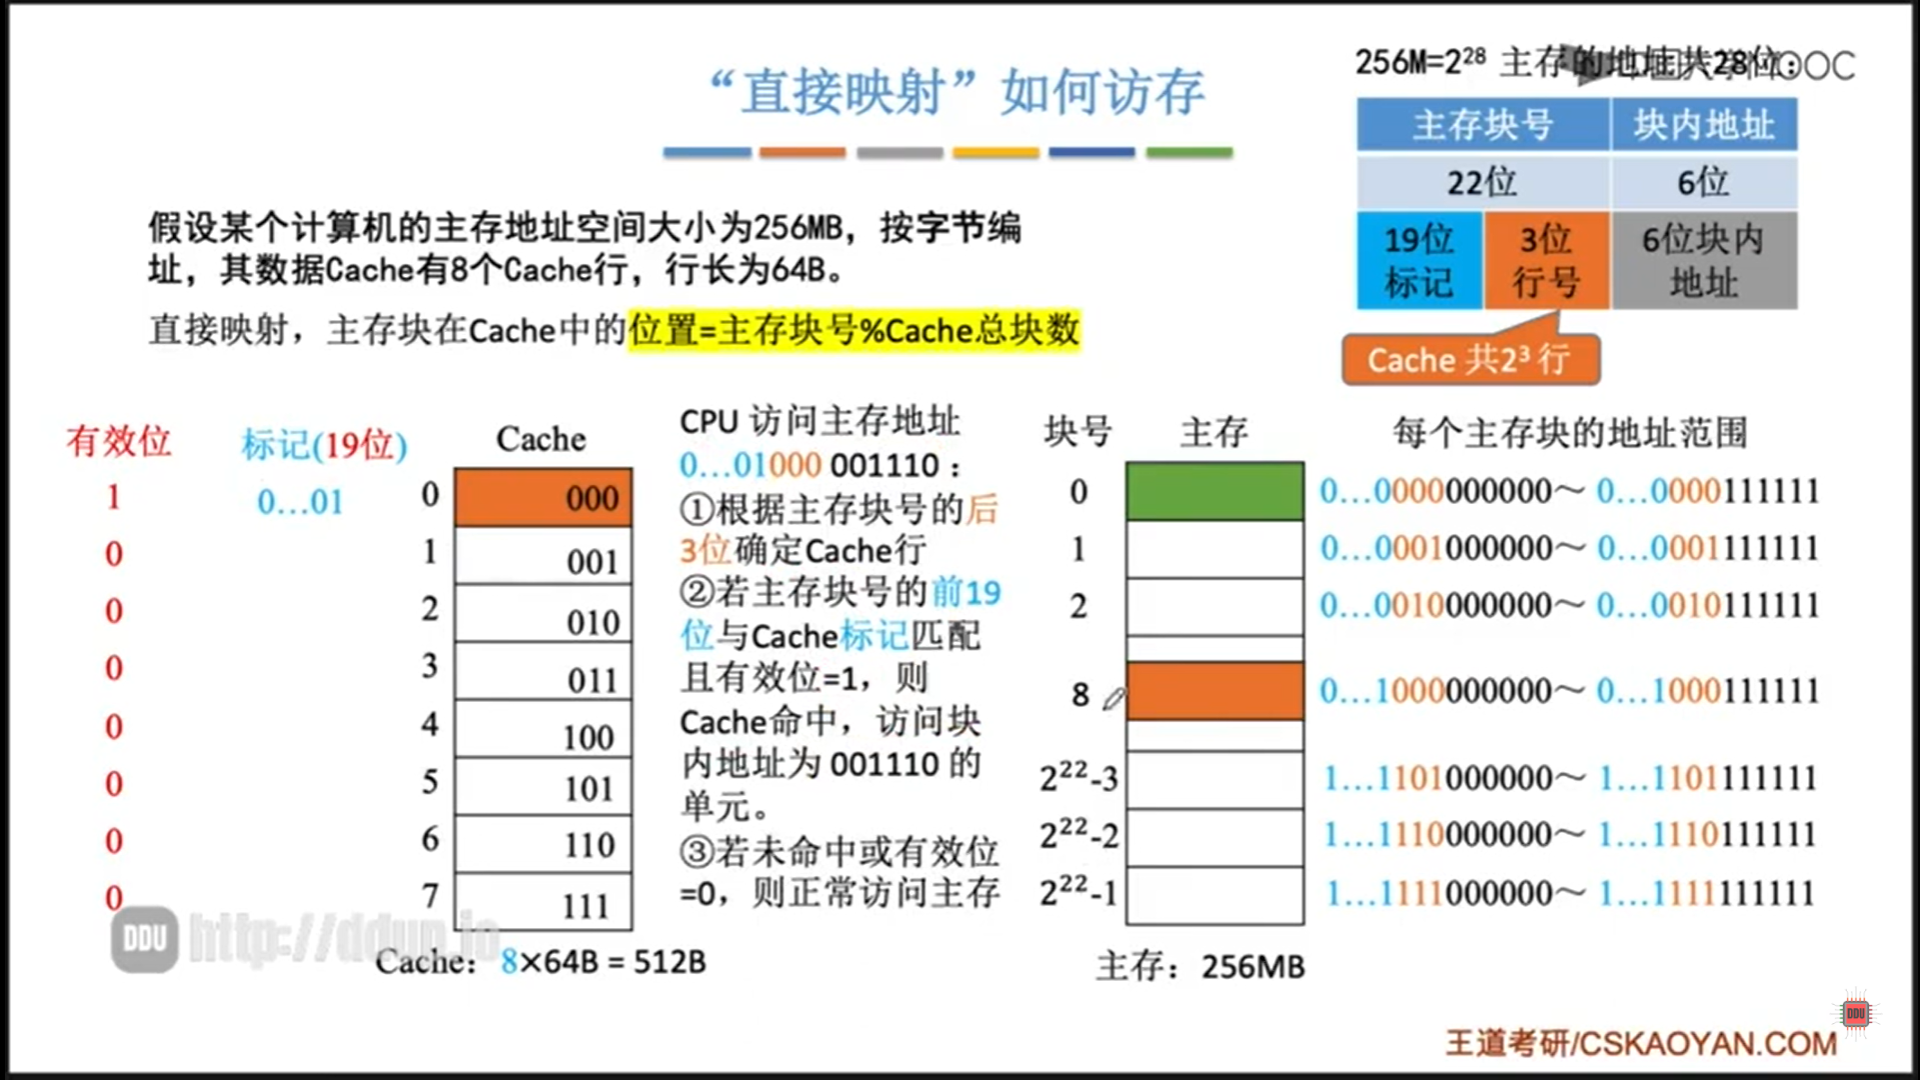 “直接映射”如何访存
256M=2²⁸ 主存的地址共28位：
主存块号 块内地址
22位 6位
19位标记 3位行号 6位块内地址
Cache 共2³ 行
假设某个计算机的主存地址空间大小为256MB，按字节编
址，其数据Cache有8个Cache行，行长为64B。
直接映射，主存块在Cache中的位置=主存块号%Cache总块数
有效位 标记(19位) Cache
1 0…01 0 000
0 1 001
0 2 010
0 3 011
0 4 100
0 5 101
0 6 110
0 7 111
Cache：8×64B = 512B
CPU 访问主存地址
0…01000 001110：
①根据主存块号的后
3位确定Cache行
②若主存块号的前19
位与Cache标记匹配
且有效位=1，则
Cache命中，访问块
内地址为 001110 的
单元。
③若未命中或有效位
=0，则正常访问主存
块号 主存 每个主存块的地址范围
0 0…0000000000～ 0…0000111111
1 0…0001000000～ 0…0001111111
2 0…0010000000～ 0…0010111111
8 0…1000000000～ 0…1000111111
2²²-3 1…1101000000～ 1…1101111111
2²²-2 1…1110000000～ 1…1110111111
2²²-1 1…1111000000～ 1…1111111111
主存：256MB
DDU http://ddun.io
DDU
王道考研/CSKAOYAN.COM